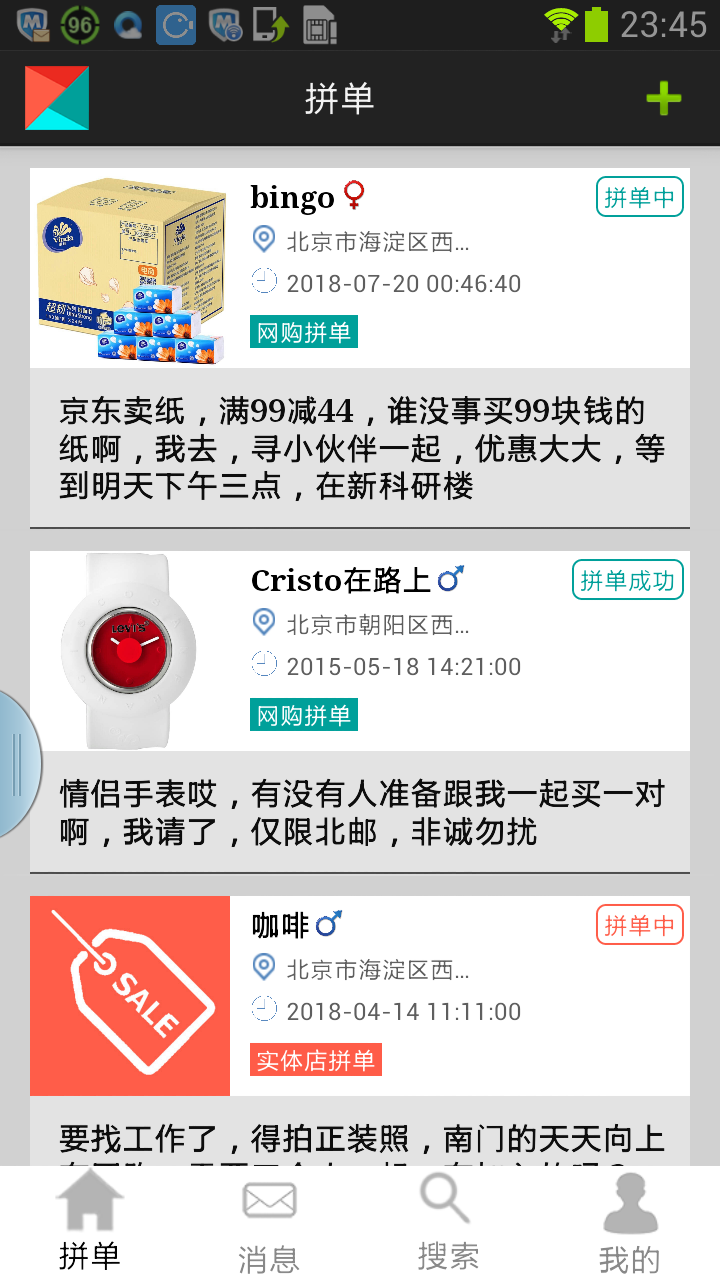 96
23:45
拼单
bingo
拼单中
北京市海淀区西...
2018-07-20 00:46:40
网购拼单
Vinda
超韧
京东卖纸，满99减44，谁没事买99块钱的
纸啊，我去，寻小伙伴一起，优惠大大，等
到明天下午三点，在新科研楼
Cristo在路上
拼单成功
北京市朝阳区西...
2015-05-18 14:21:00
网购拼单
情侣手表哎，有没有人准备跟我一起买一对
啊，我请了，仅限北邮，非诚勿扰
SALE
咖啡
拼单中
北京市海淀区西...
2018-04-14 11:11:00
实体店拼单
要找工作了，得拍正装照，南门的天天向上
拼单
消息
搜索
我的